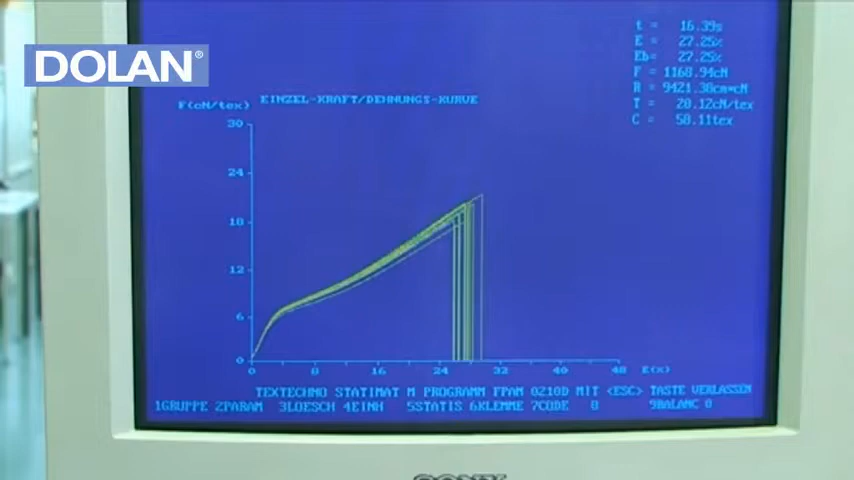 DOLAN®
t = 16.39s
E = 27.25%
Eb= 27.25%
F = 1168.94cN
R = 9421.38cm*cN
T = 20.12cN/tex
C = 58.11tex
F(cN/tex) EINZEL-KRAFT/DEHNUNGS-KURVE
30
24
18
12
6
0
0 8 16 24 32 40 48 E(%)
TEXTECHNO STATIMAT M PROGRAMM FPAM 0210D MIT <ESC> TASTE VERLASSEN
1GRUPPE 2PARAM 3LOESCH 4EINH 5STATIS 6KLEMME 7CODE 8 9BALANC 0
SONY